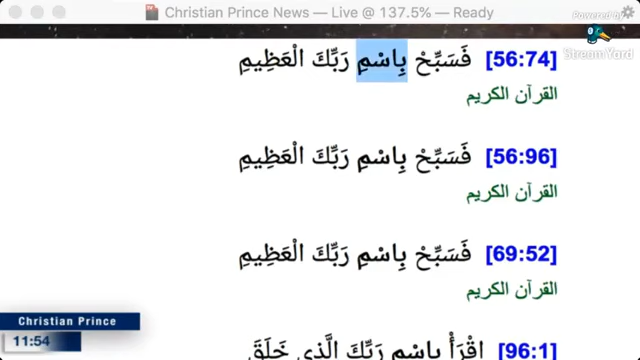 Christian Prince News — Live @ 137.5% — Ready
Powered by
Stream Yard
[56:74] فَسَبِّحْ بِاسْمِ رَبِّكَ الْعَظِيمِ
القرآن الكريم
[56:96] فَسَبِّحْ بِاسْمِ رَبِّكَ الْعَظِيمِ
القرآن الكريم
[69:52] فَسَبِّحْ بِاسْمِ رَبِّكَ الْعَظِيمِ
القرآن الكريم
[96:1] اقْرَأْ بِاسْمِ رَبِّكَ الَّذِي خَلَقَ
Christian Prince
11:54